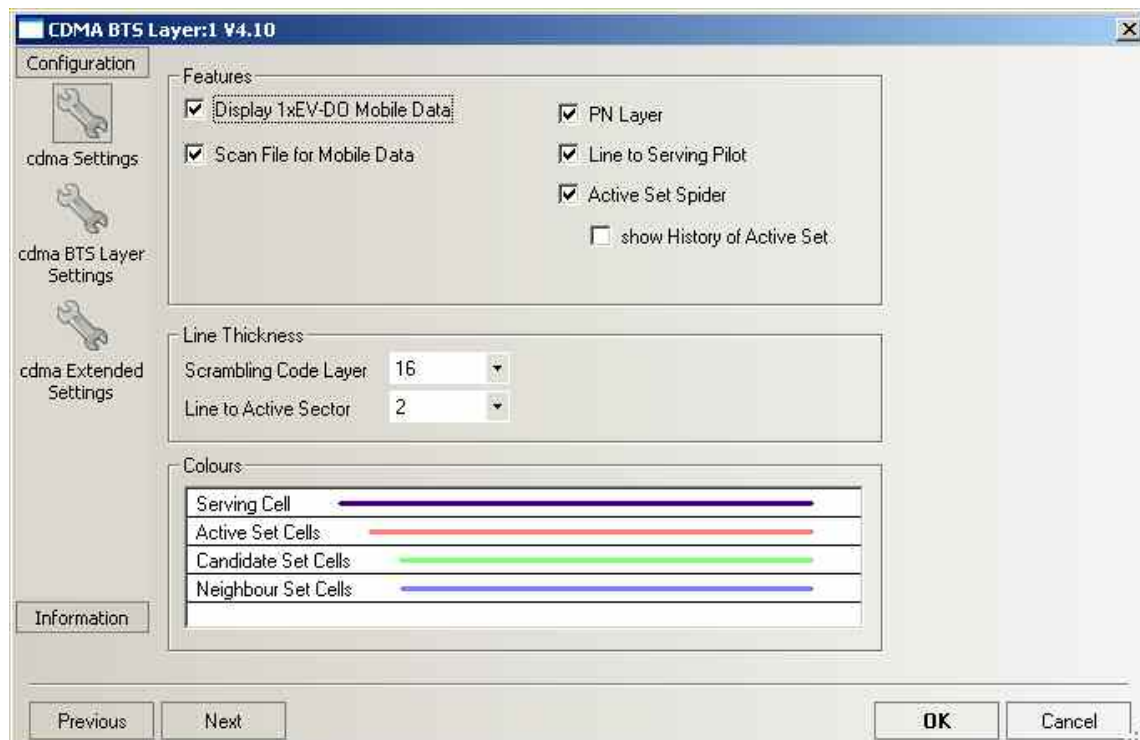 CDMA BTS Layer:1 V4.10
Configuration
cdma Settings
cdma BTS Layer
Settings
cdma Extended
Settings
Information
Features
Display 1xEV-DO Mobile Data
Scan File for Mobile Data
PN Layer
Line to Serving Pilot
Active Set Spider
show History of Active Set
Line Thickness
Scrambling Code Layer 16
Line to Active Sector 2
Colours
Serving Cell
Active Set Cells
Candidate Set Cells
Neighbour Set Cells
Previous Next OK Cancel